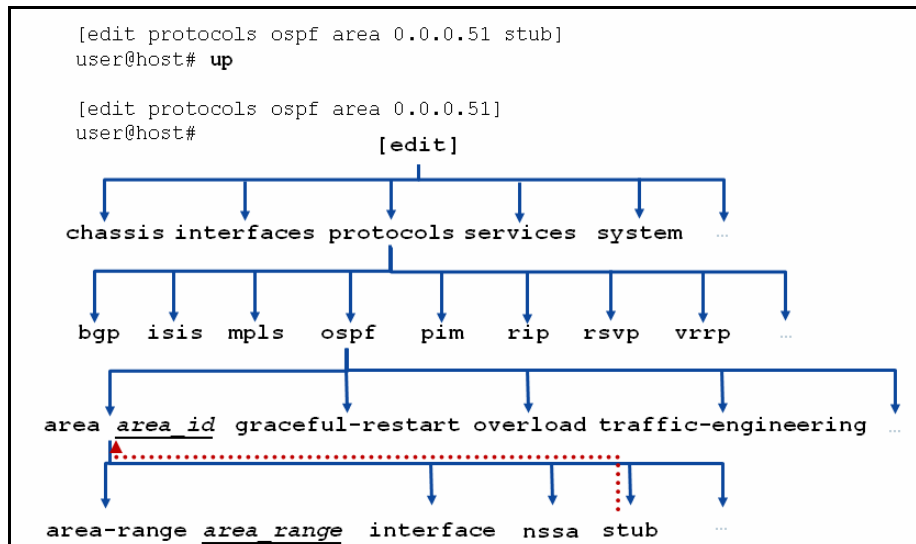 [edit protocols ospf area 0.0.0.51 stub]
user@host# up
[edit protocols ospf area 0.0.0.51]
user@host#
[edit]
chassis interfaces protocols services system ...
bgp isis mpls ospf pim rip rsvp vrrp ...
area area_id graceful-restart overload traffic-engineering ...
area-range area_range interface nssa stub ...